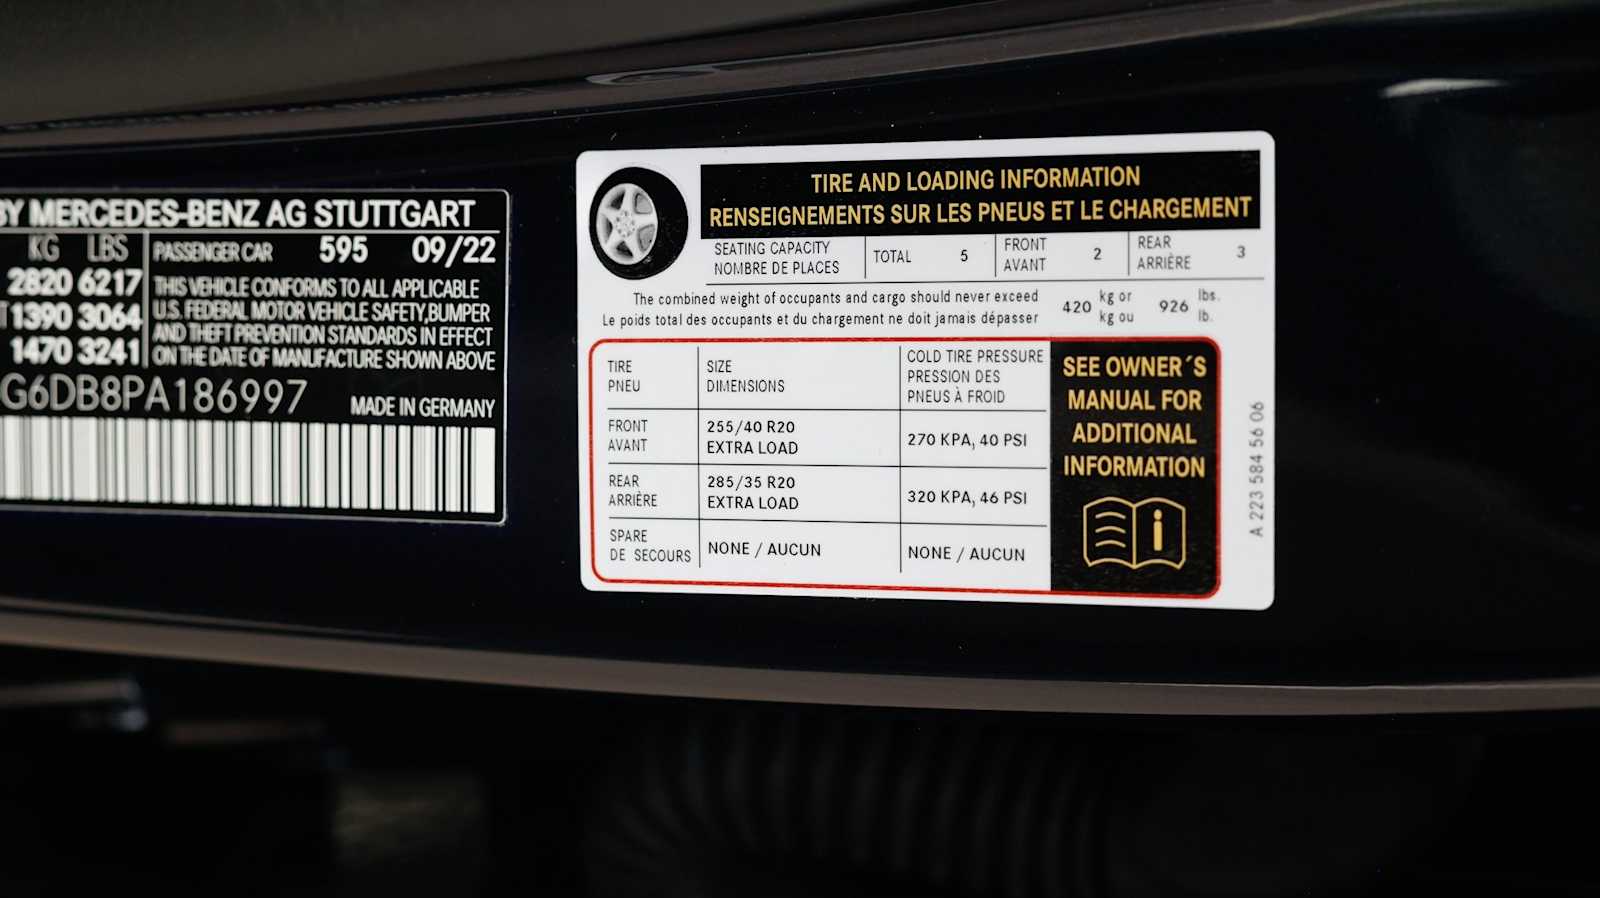 BY MERCEDES-BENZ AG STUTTGART
KG LBS
2820 6217
1390 3064
1470 3241
PASSENGER CAR 595 09/22
THIS VEHICLE CONFORMS TO ALL APPLICABLE
U.S. FEDERAL MOTOR VEHICLE SAFETY,BUMPER
AND THEFT PREVENTION STANDARDS IN EFFECT
ON THE DATE OF MANUFACTURE SHOWN ABOVE
G6DB8PA186997
MADE IN GERMANY
TIRE AND LOADING INFORMATION
RENSEIGNEMENTS SUR LES PNEUS ET LE CHARGEMENT
SEATING CAPACITY
NOMBRE DE PLACES
TOTAL 5
FRONT
AVANT
2
REAR
ARRIÈRE
3
The combined weight of occupants and cargo should never exceed
Le poids total des occupants et du chargement ne doit jamais dépasser
420 kg or
kg ou
926 lbs.
lb.
TIRE
PNEU
SIZE
DIMENSIONS
COLD TIRE PRESSURE
PRESSION DES
PNEUS À FROID
FRONT
AVANT
255/40 R20
EXTRA LOAD
270 KPA, 40 PSI
REAR
ARRIÈRE
285/35 R20
EXTRA LOAD
320 KPA, 46 PSI
SPARE
DE SECOURS
NONE / AUCUN
NONE / AUCUN
SEE OWNER´S
MANUAL FOR
ADDITIONAL
INFORMATION
A 223 584 56 06